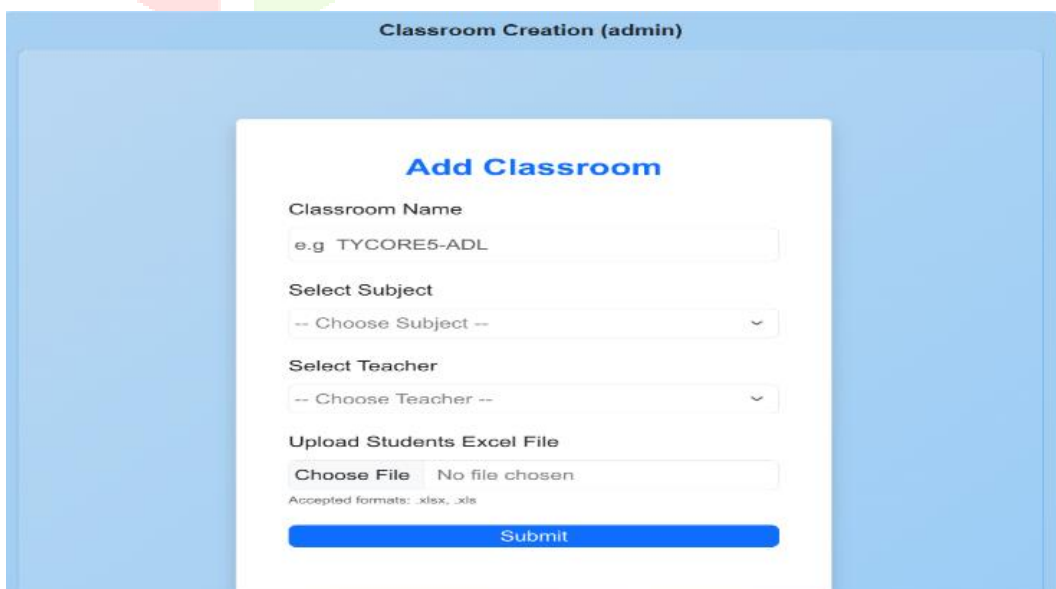 Classroom Creation (admin)
Add Classroom
Classroom Name
e.g TYCORE5-ADL
Select Subject
-- Choose Subject --
Select Teacher
-- Choose Teacher --
Upload Students Excel File
Choose File No file chosen
Accepted formats: .xlsx, .xls
Submit